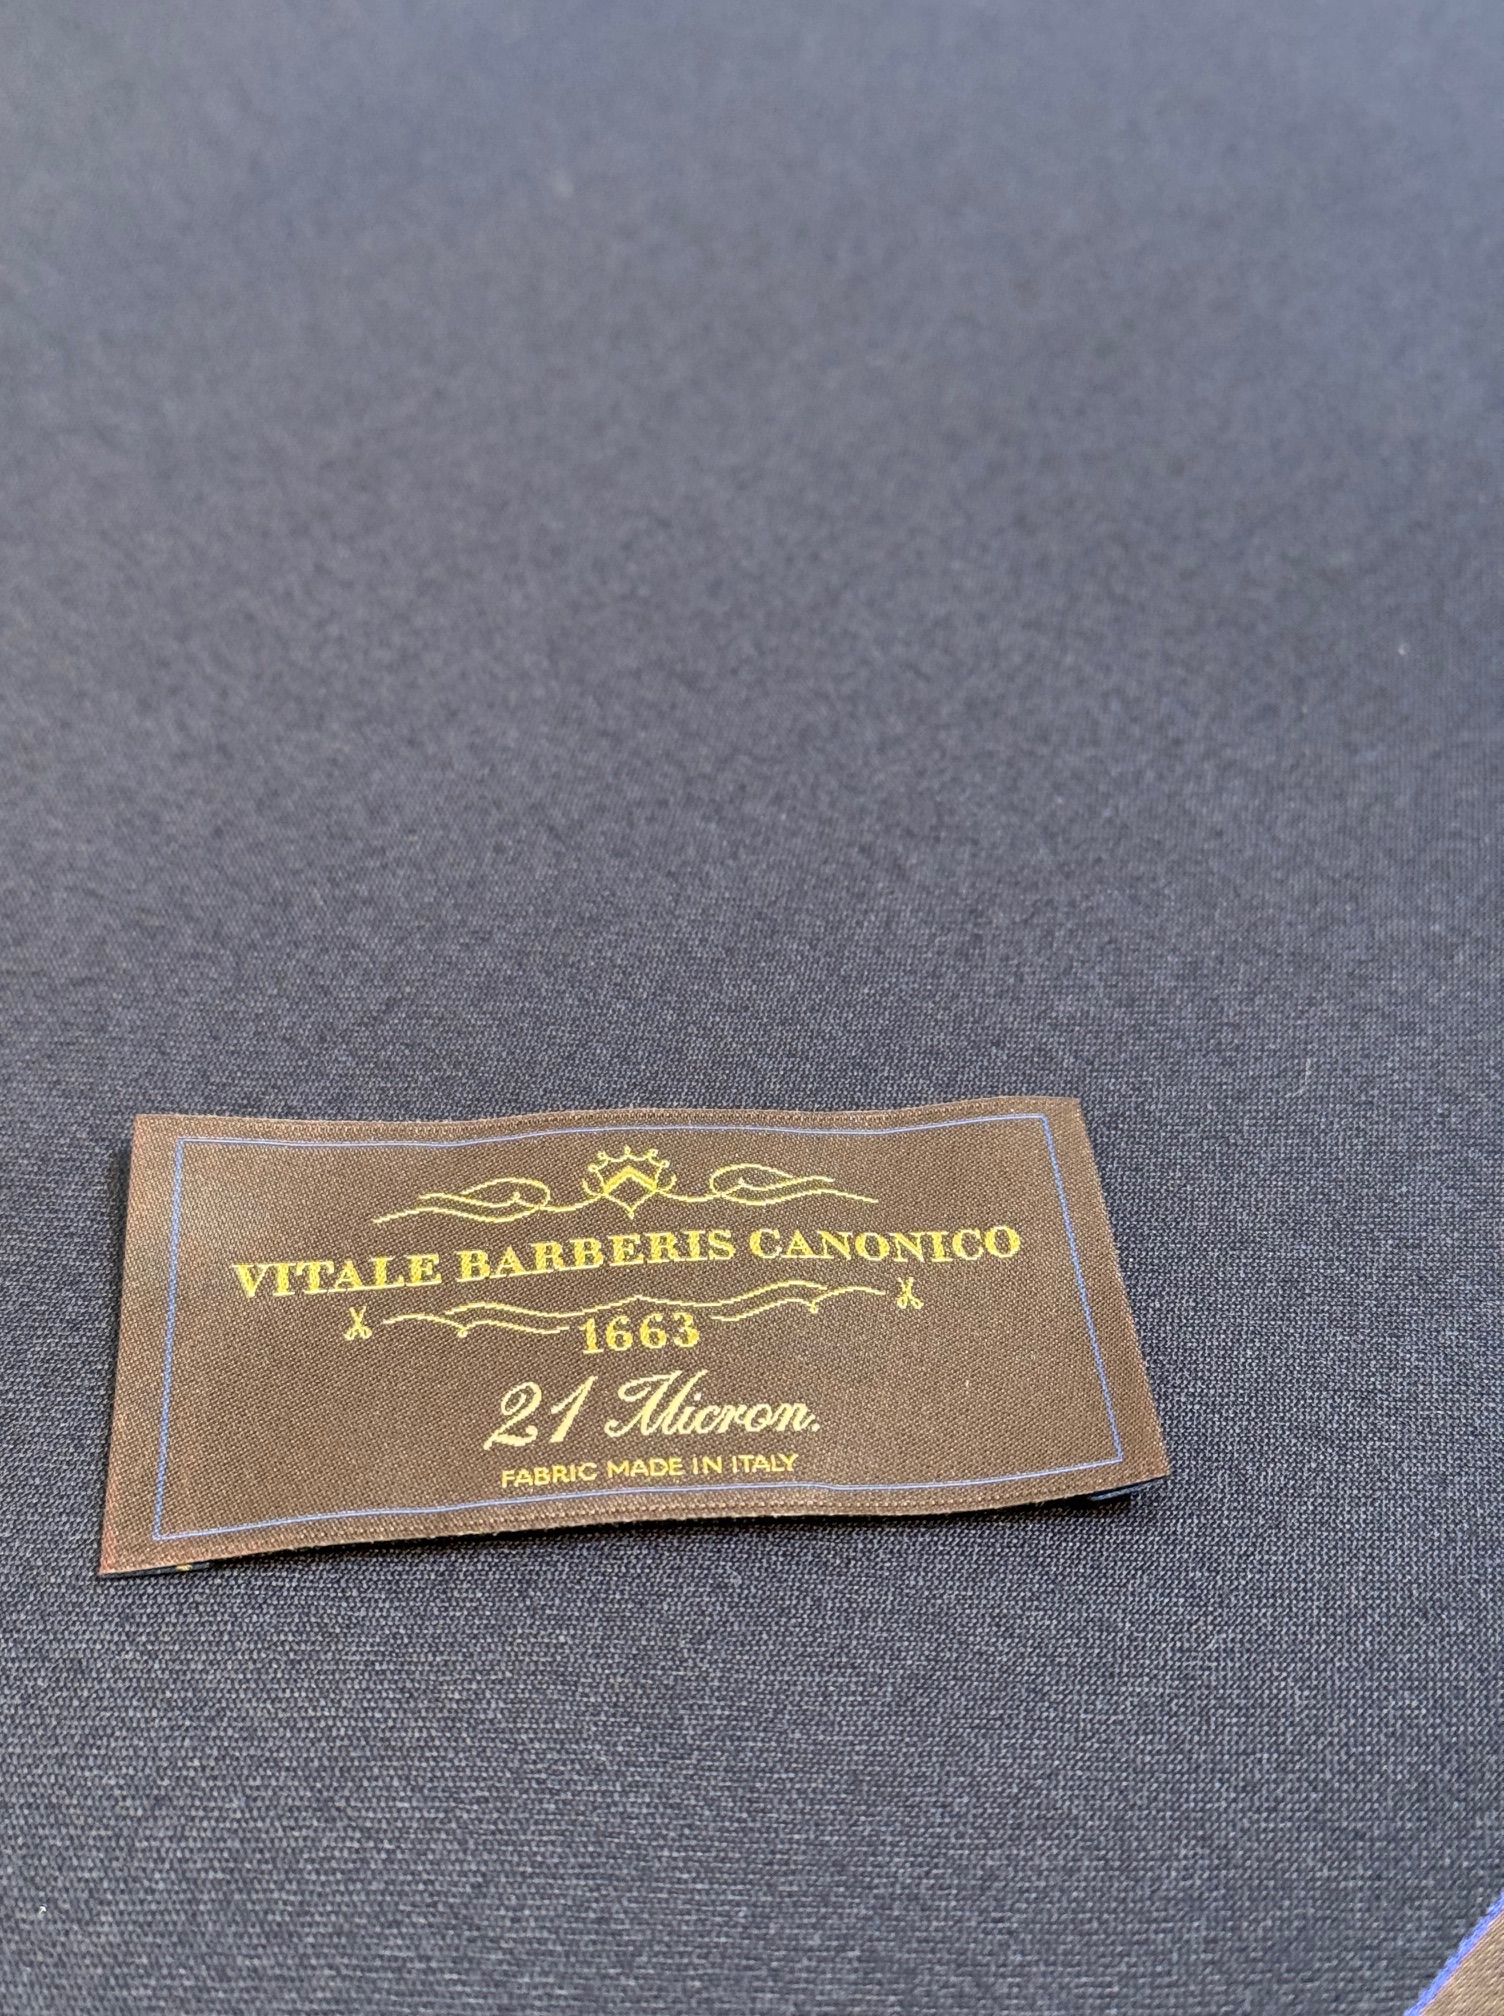 VITALE BARBERIS CANONICO
1663
21 Micron.
FABRIC MADE IN ITALY